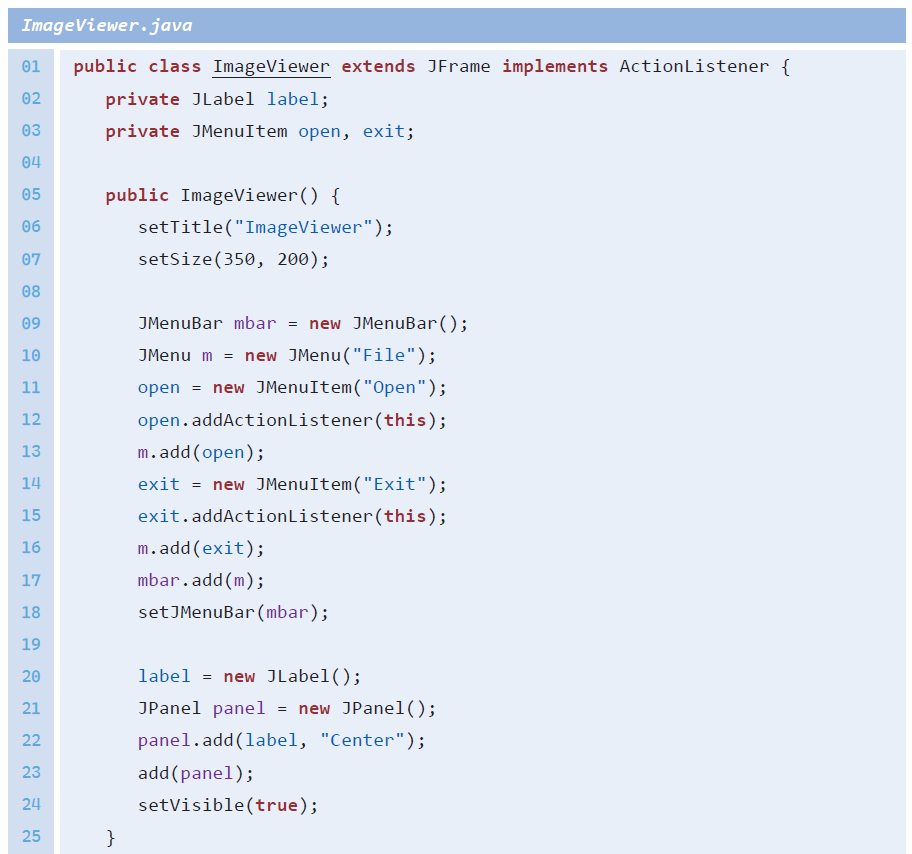 ImageViewer.java
01 public class ImageViewer extends JFrame implements ActionListener {
02 private JLabel label;
03 private JMenuItem open, exit;
04
05 public ImageViewer() {
06 setTitle("ImageViewer");
07 setSize(350, 200);
08
09 JMenuBar mbar = new JMenuBar();
10 JMenu m = new JMenu("File");
11 open = new JMenuItem("Open");
12 open.addActionListener(this);
13 m.add(open);
14 exit = new JMenuItem("Exit");
15 exit.addActionListener(this);
16 m.add(exit);
17 mbar.add(m);
18 setJMenuBar(mbar);
19
20 label = new JLabel();
21 JPanel panel = new JPanel();
22 panel.add(label, "Center");
23 add(panel);
24 setVisible(true);
25 }